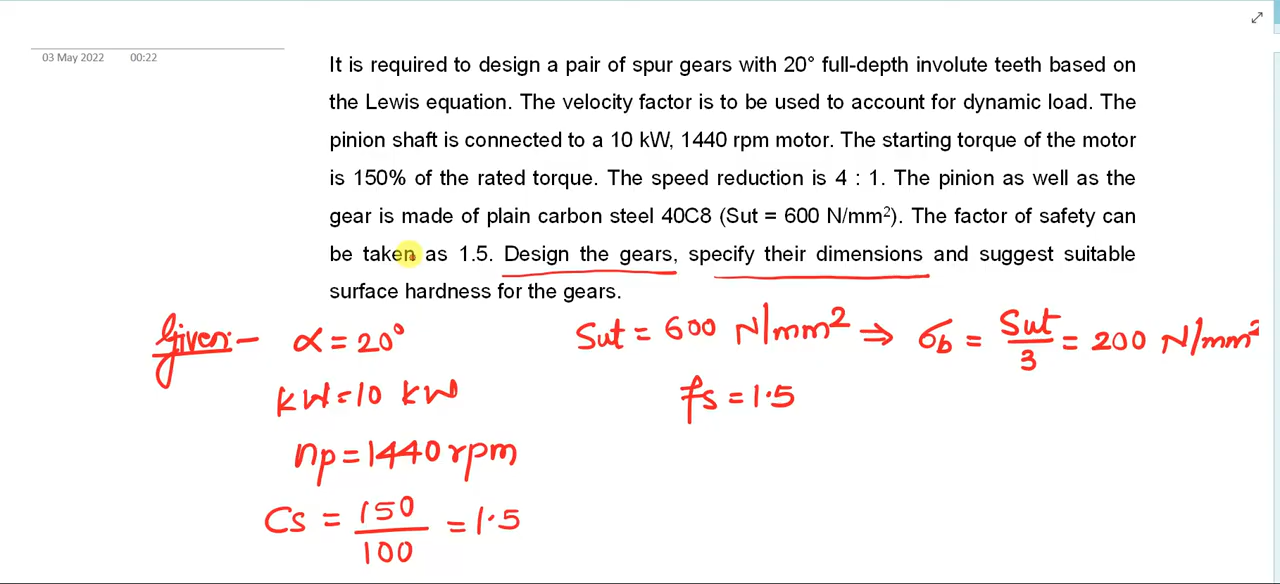 03 May 2022 00:22
It is required to design a pair of spur gears with 20° full-depth involute teeth based on
the Lewis equation. The velocity factor is to be used to account for dynamic load. The
pinion shaft is connected to a 10 kW, 1440 rpm motor. The starting torque of the motor
is 150% of the rated torque. The speed reduction is 4 : 1. The pinion as well as the
gear is made of plain carbon steel 40C8 (Sut = 600 N/mm²). The factor of safety can
be taken as 1.5. Design the gears, specify their dimensions and suggest suitable
surface hardness for the gears.
Given:- α = 20° Sut = 600 N/mm² ⇒ σb = Sut/3 = 200 N/mm²
kW = 10 kW fs = 1.5
np = 1440 rpm
Cs = 150/100 = 1.5